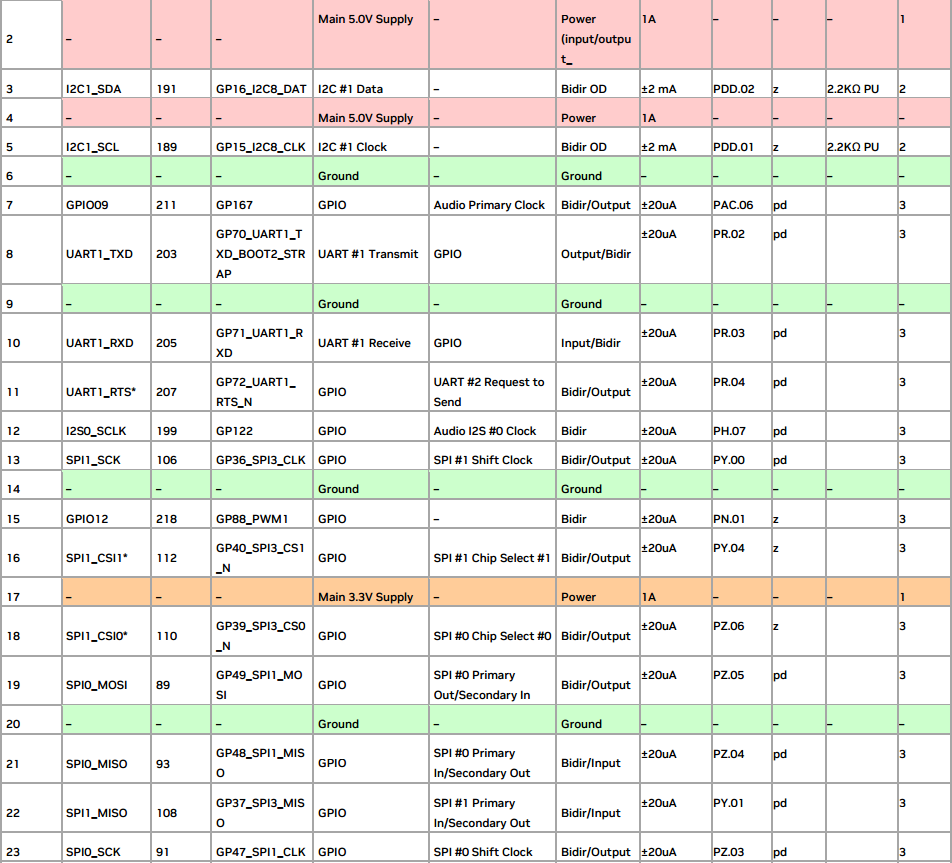 2 – – – Main 5.0V Supply – Power (input/output_ 1A – – – 1
3 I2C1_SDA 191 GP16_I2C8_DAT I2C #1 Data – Bidir OD ±2 mA PDD.02 z 2.2KΩ PU 2
4 – – – Main 5.0V Supply – Power 1A – – – –
5 I2C1_SCL 189 GP15_I2C8_CLK I2C #1 Clock – Bidir OD ±2 mA PDD.01 z 2.2KΩ PU 2
6 – – – Ground Ground – – – – –
7 GPIO09 211 GP167 GPIO Audio Primary Clock Bidir/Output ±20uA PAC.06 pd 3
8 UART1_TXD 203 GP70_UART1_TXD_BOOT2_STRAP UART #1 Transmit GPIO Output/Bidir ±20uA PR.02 pd 3
9 – – – Ground Ground – – – – –
10 UART1_RXD 205 GP71_UART1_RXD UART #1 Receive GPIO Input/Bidir ±20uA PR.03 pd 3
11 UART1_RTS* 207 GP72_UART1_RTS_N GPIO UART #2 Request to Send Bidir/Output ±20uA PR.04 pd 3
12 I2S0_SCLK 199 GP122 GPIO Audio I2S #0 Clock Bidir ±20uA PH.07 pd 3
13 SPI1_SCK 106 GP36_SPI3_CLK GPIO SPI #1 Shift Clock Bidir/Output ±20uA PY.00 pd 3
14 – – – Ground Ground – – – – –
15 GPIO12 218 GP88_PWM1 GPIO – Bidir ±20uA PN.01 z 3
16 SPI1_CSI1* 112 GP40_SPI3_CS1_N GPIO SPI #1 Chip Select #1 Bidir/Output ±20uA PY.04 z 3
17 – – – Main 3.3V Supply – Power 1A – – – 1
18 SPI1_CSI0* 110 GP39_SPI3_CS0_N GPIO SPI #0 Chip Select #0 Bidir/Output ±20uA PZ.06 z 3
19 SPI0_MOSI 89 GP49_SPI1_MOSI GPIO SPI #0 Primary Out/Secondary In Bidir/Output ±20uA PZ.05 pd 3
20 – – – Ground Ground – – – – –
21 SPI0_MISO 93 GP48_SPI1_MISO GPIO SPI #0 Primary In/Secondary Out Bidir/Input ±20uA PZ.04 pd 3
22 SPI1_MISO 108 GP37_SPI3_MISO GPIO SPI #1 Primary In/Secondary Out Bidir/Input ±20uA PY.01 pd 3
23 SPI0_SCK 91 GP47_SPI1_CLK GPIO SPI #0 Shift Clock Bidir/Output ±20uA PZ.03 pd 3